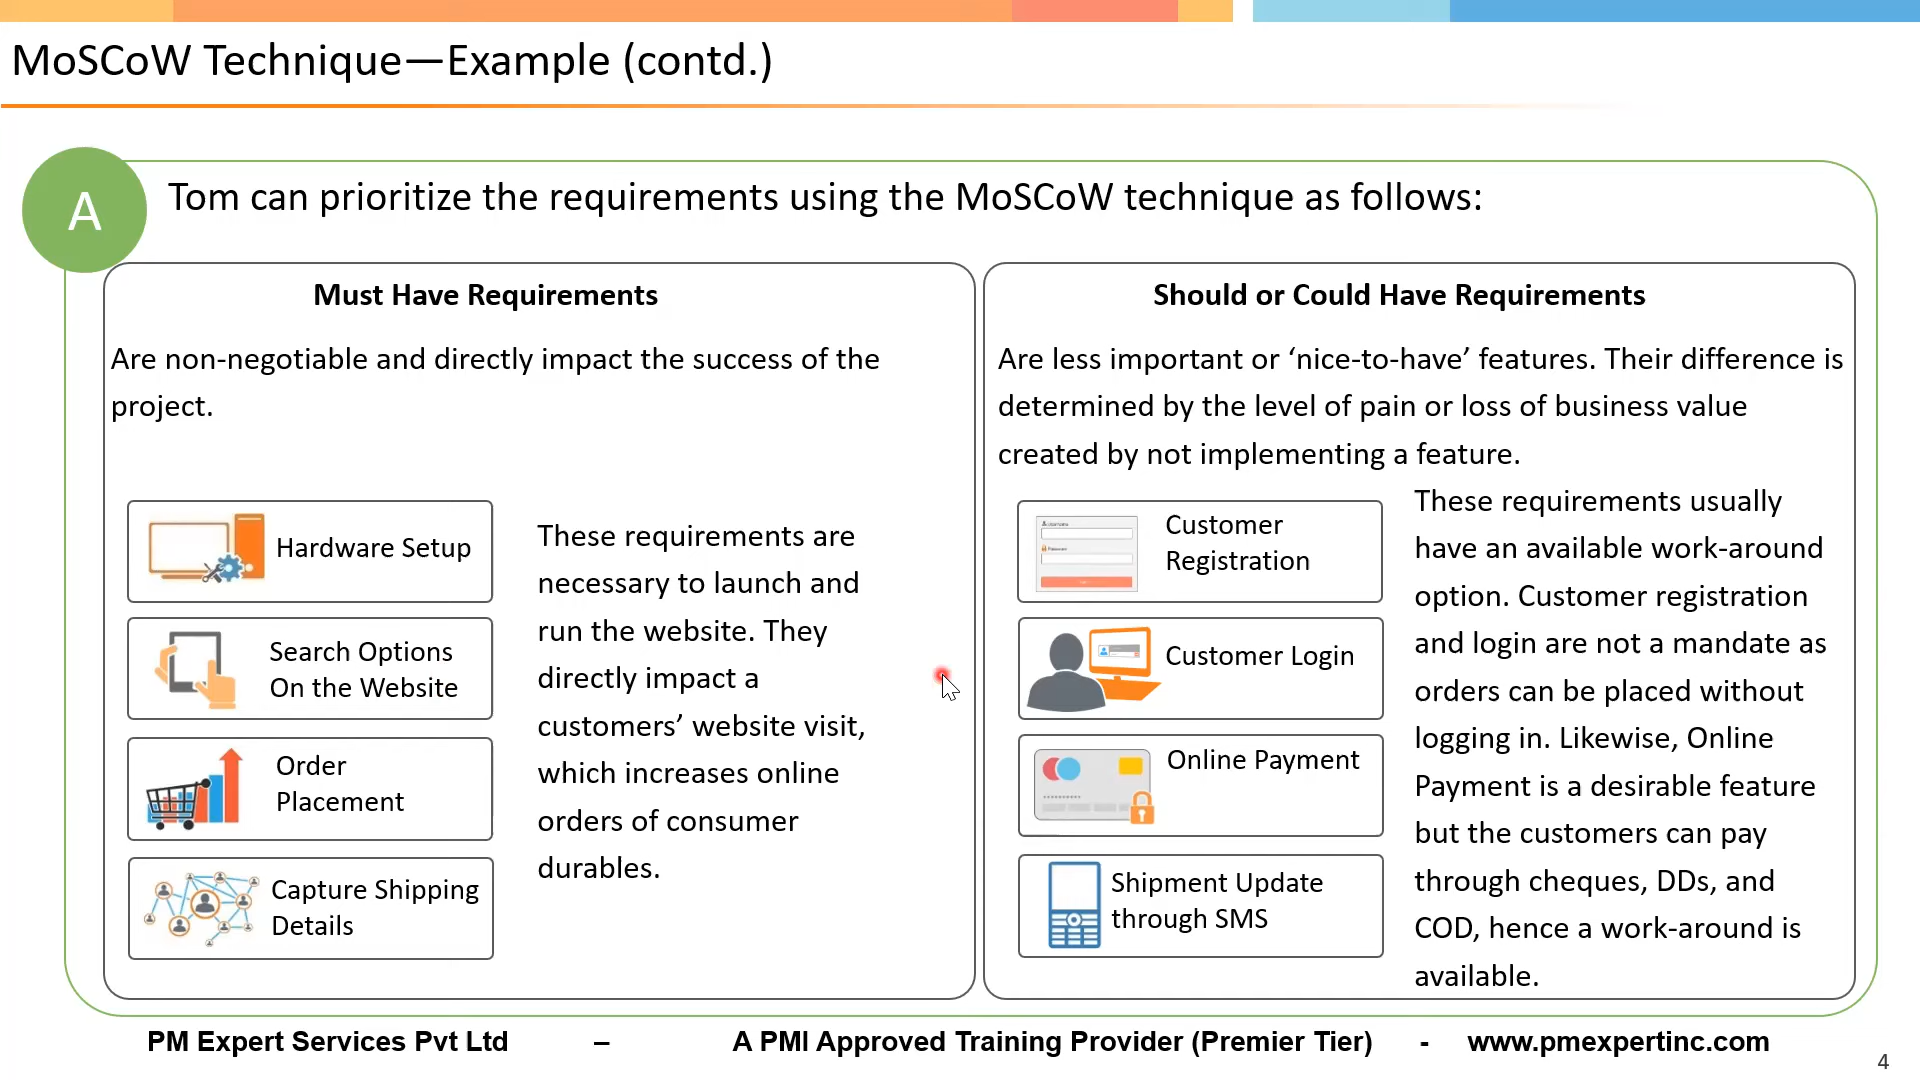 MoSCoW Technique—Example (contd.)
A
Tom can prioritize the requirements using the MoSCoW technique as follows:
Must Have Requirements
Are non-negotiable and directly impact the success of the
project.
Hardware Setup
Search Options
On the Website
Order
Placement
Capture Shipping
Details
These requirements are
necessary to launch and
run the website. They
directly impact a
customers’ website visit,
which increases online
orders of consumer
durables.
Should or Could Have Requirements
Are less important or ‘nice-to-have’ features. Their difference is
determined by the level of pain or loss of business value
created by not implementing a feature.
Customer
Registration
Customer Login
Online Payment
Shipment Update
through SMS
These requirements usually
have an available work-around
option. Customer registration
and login are not a mandate as
orders can be placed without
logging in. Likewise, Online
Payment is a desirable feature
but the customers can pay
through cheques, DDs, and
COD, hence a work-around is
available.
PM Expert Services Pvt Ltd – A PMI Approved Training Provider (Premier Tier) - www.pmexpertinc.com
4